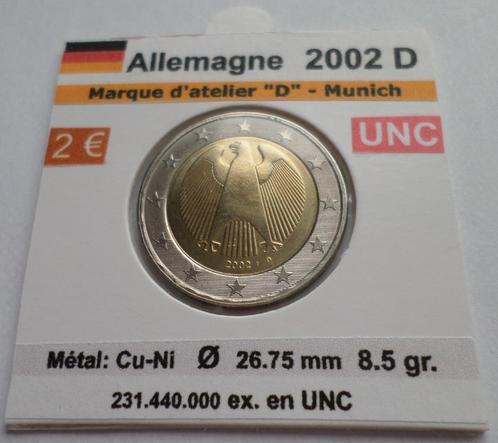 Allemagne 2002 D
Marque d'atelier "D" - Munich
2 €
UNC
2002
Métal: Cu-Ni Ø 26.75 mm 8.5 gr.
231.440.000 ex. en UNC